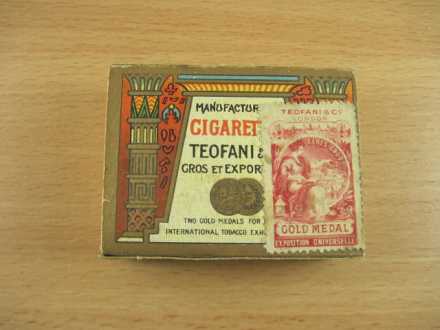 MANUFACTUR
CIGARET
TEOFANI &
GROS ET EXPOR
TWO GOLD MEDALS FOR
INTERNATIONAL TOBACCO EXH
TEOFANI & Co
LONDON
GOLD MEDAL
EXPOSITION UNIVERSELLE